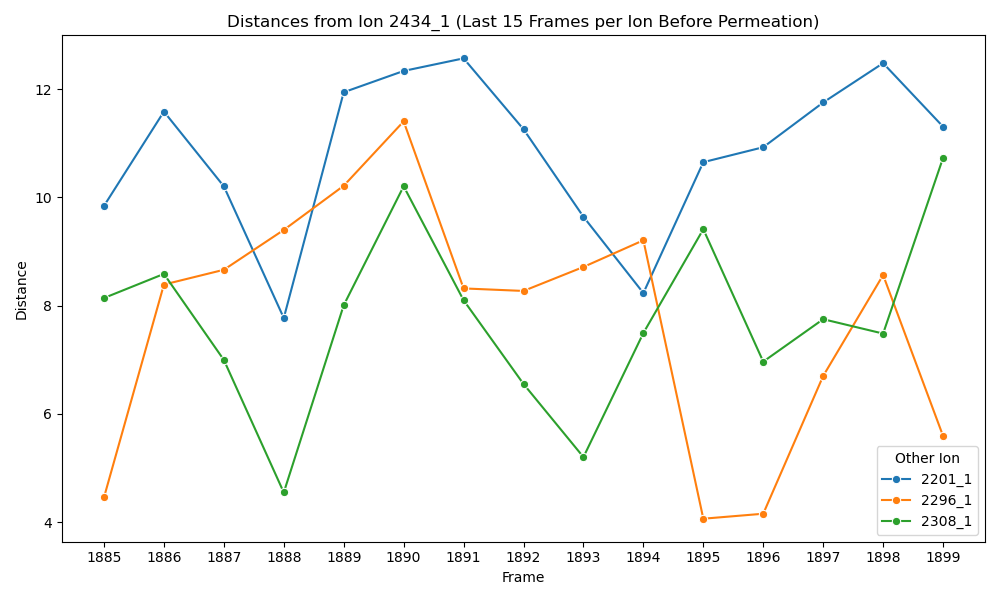 Distances from Ion 2434_1 (Last 15 Frames per Ion Before Permeation)
Distance
12
10
8
6
4
Other Ion
2201_1
2296_1
2308_1
1885 1886 1887 1888 1889 1890 1891 1892 1893 1894 1895 1896 1897 1898 1899
Frame